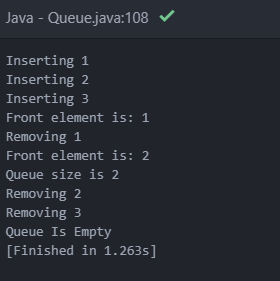 Java - Queue.java:108
Inserting 1
Inserting 2
Inserting 3
Front element is: 1
Removing 1
Front element is: 2
Queue size is 2
Removing 2
Removing 3
Queue Is Empty
[Finished in 1.263s]